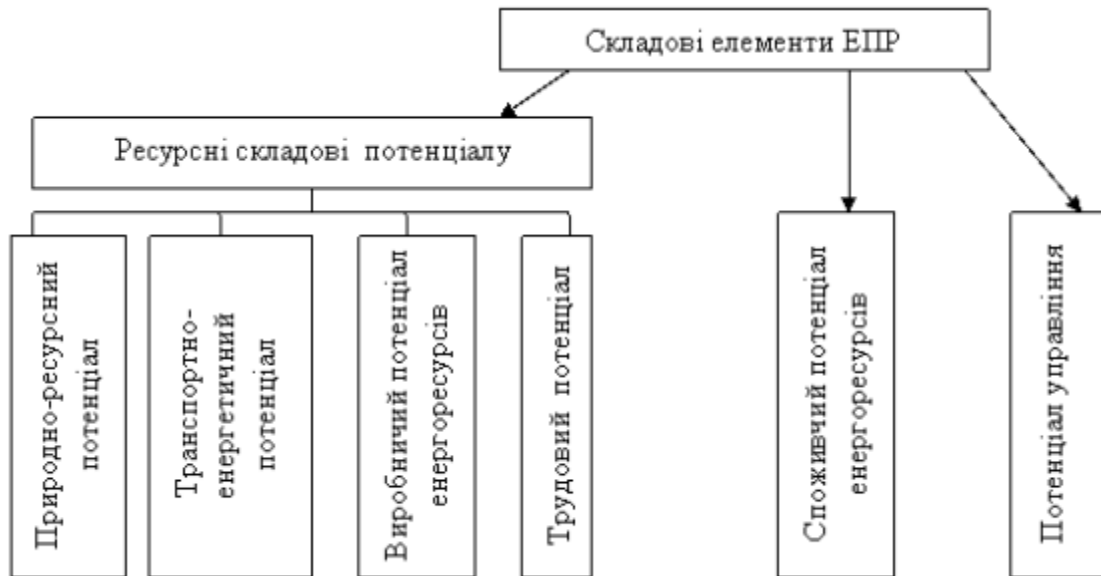 Складові елементи ЕПР
Ресурсні складові потенціалу
Природно-ресурсний
потенціал
Транспортно-
енергетичний
потенціал
Виробничий потенціал
енергоресурсів
Трудовий потенціал
Споживчий потенціал
енергоресурсів
Потенціал управління